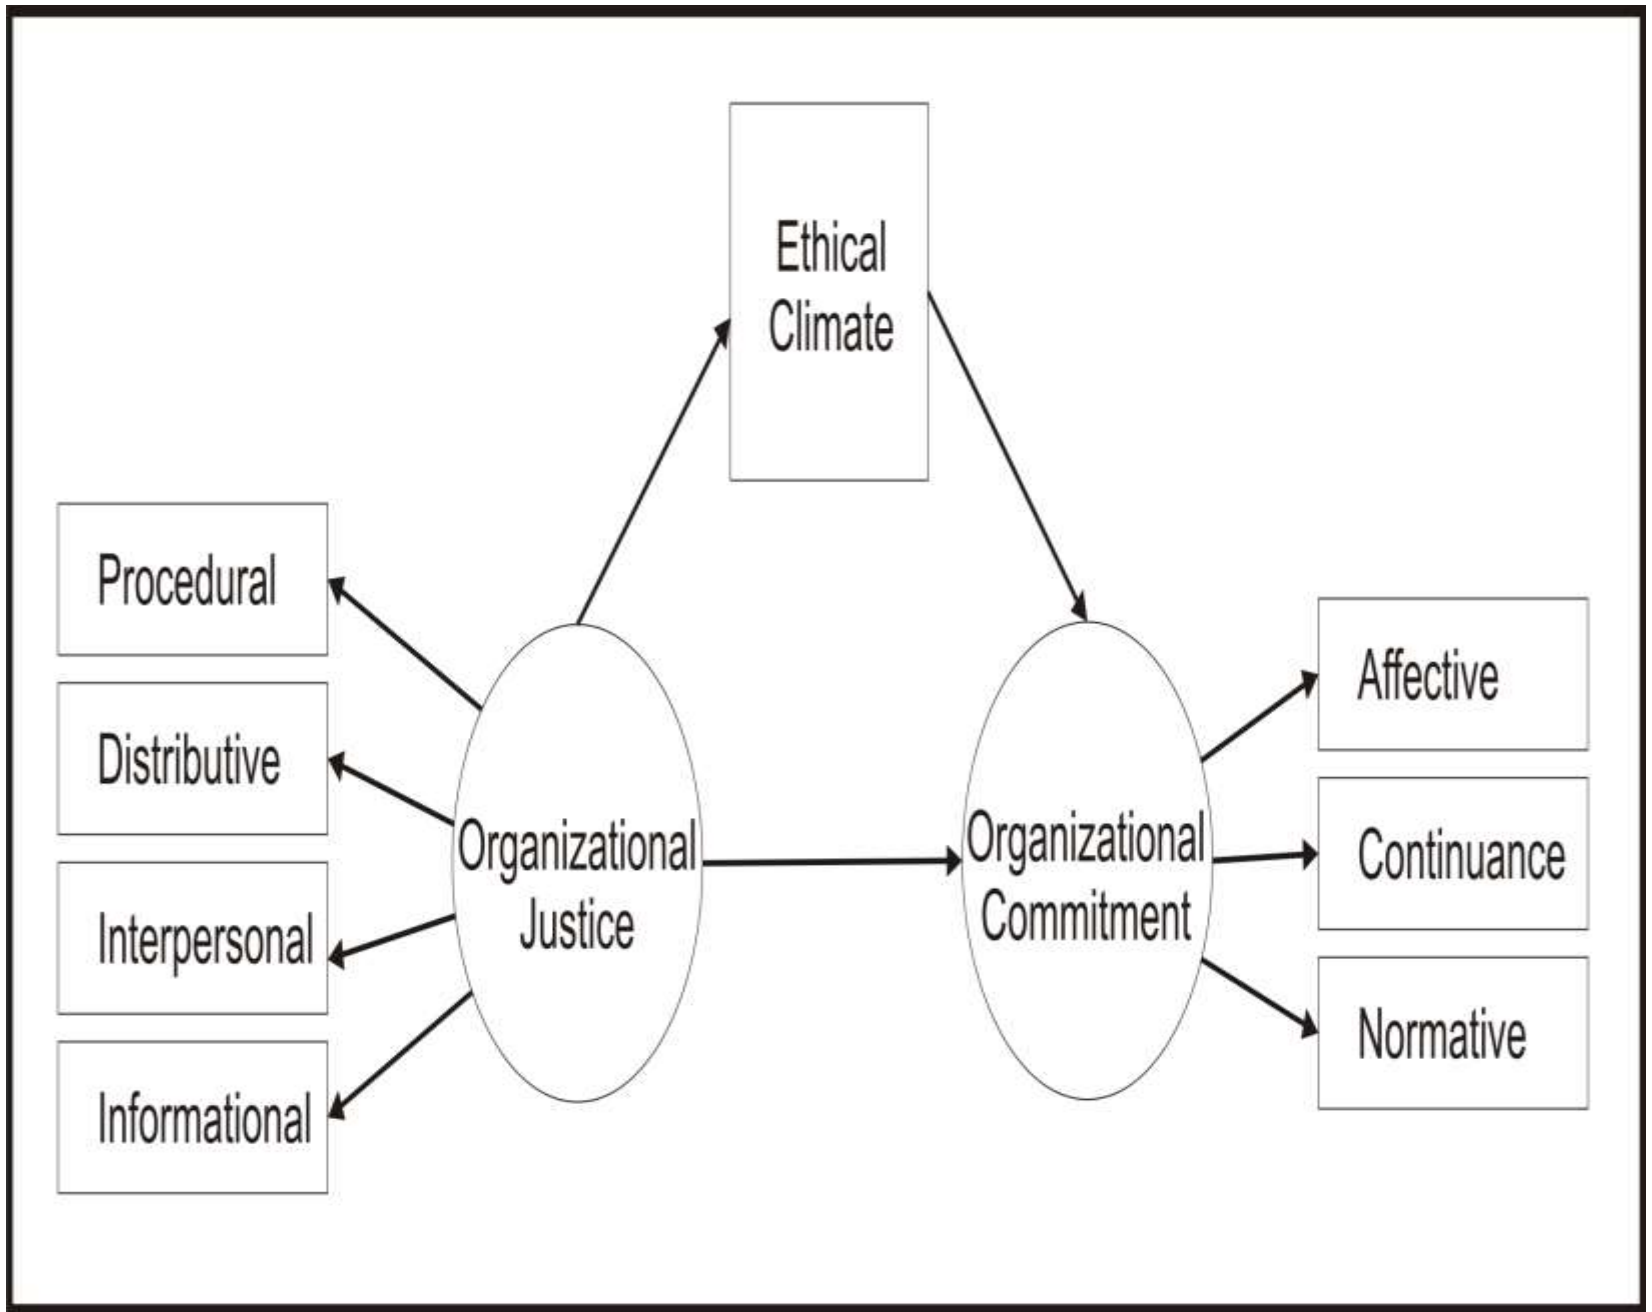 Ethical
Climate
Procedural
Distributive
Interpersonal
Informational
Organizational
Justice
Organizational
Commitment
Affective
Continuance
Normative